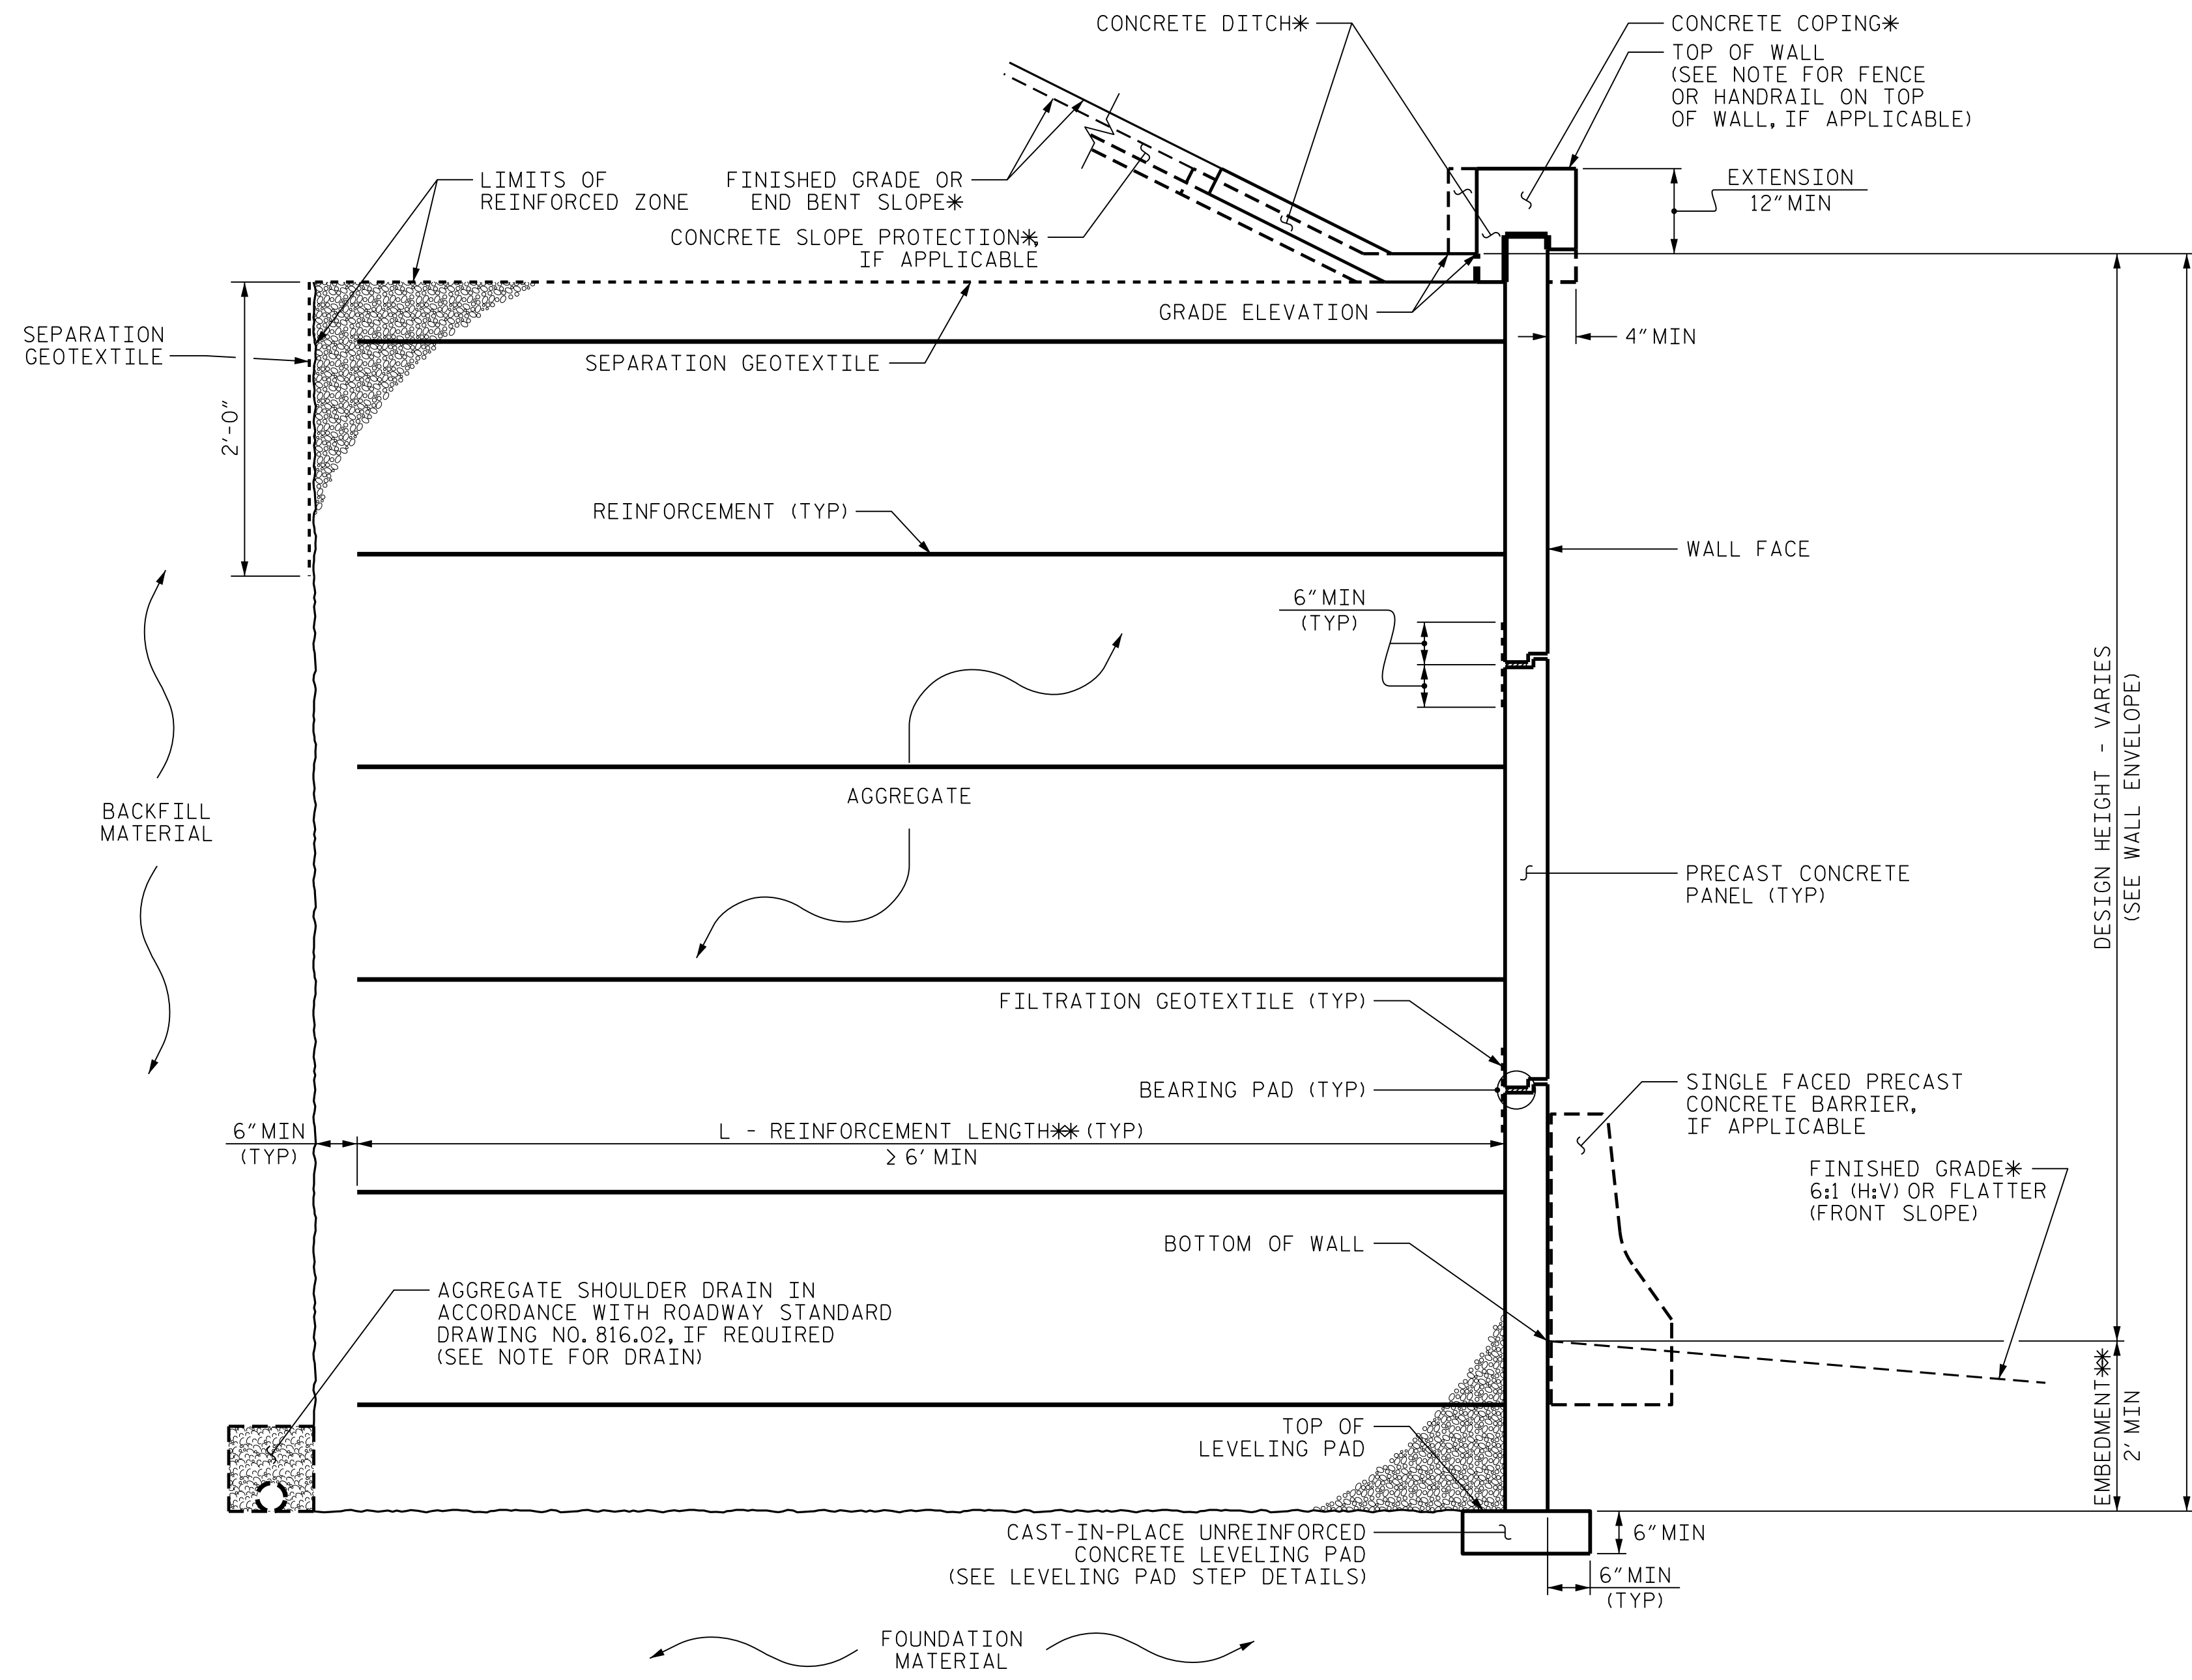 CONCRETE DITCH*
CONCRETE COPING*
TOP OF WALL
(SEE NOTE FOR FENCE
OR HANDRAIL ON TOP
OF WALL, IF APPLICABLE)
LIMITS OF
REINFORCED ZONE
FINISHED GRADE OR
END BENT SLOPE*
EXTENSION
12" MIN
CONCRETE SLOPE PROTECTION*,
IF APPLICABLE
GRADE ELEVATION
SEPARATION
GEOTEXTILE
4" MIN
SEPARATION GEOTEXTILE
2'-0"
REINFORCEMENT (TYP)
WALL FACE
6" MIN
(TYP)
DESIGN HEIGHT - VARIES
(SEE WALL ENVELOPE)
AGGREGATE
BACKFILL
MATERIAL
PRECAST CONCRETE
PANEL (TYP)
FILTRATION GEOTEXTILE (TYP)
BEARING PAD (TYP)
SINGLE FACED PRECAST
CONCRETE BARRIER,
IF APPLICABLE
6" MIN
(TYP)
L - REINFORCEMENT LENGTH** (TYP)
≥ 6' MIN
FINISHED GRADE*
6:1 (H:V) OR FLATTER
(FRONT SLOPE)
BOTTOM OF WALL
AGGREGATE SHOULDER DRAIN IN
ACCORDANCE WITH ROADWAY STANDARD
DRAWING NO. 816.02, IF REQUIRED
(SEE NOTE FOR DRAIN)
EMBEDMENT**
2' MIN
TOP OF
LEVELING PAD
CAST-IN-PLACE UNREINFORCED
CONCRETE LEVELING PAD
(SEE LEVELING PAD STEP DETAILS)
6" MIN
6" MIN
(TYP)
FOUNDATION
MATERIAL